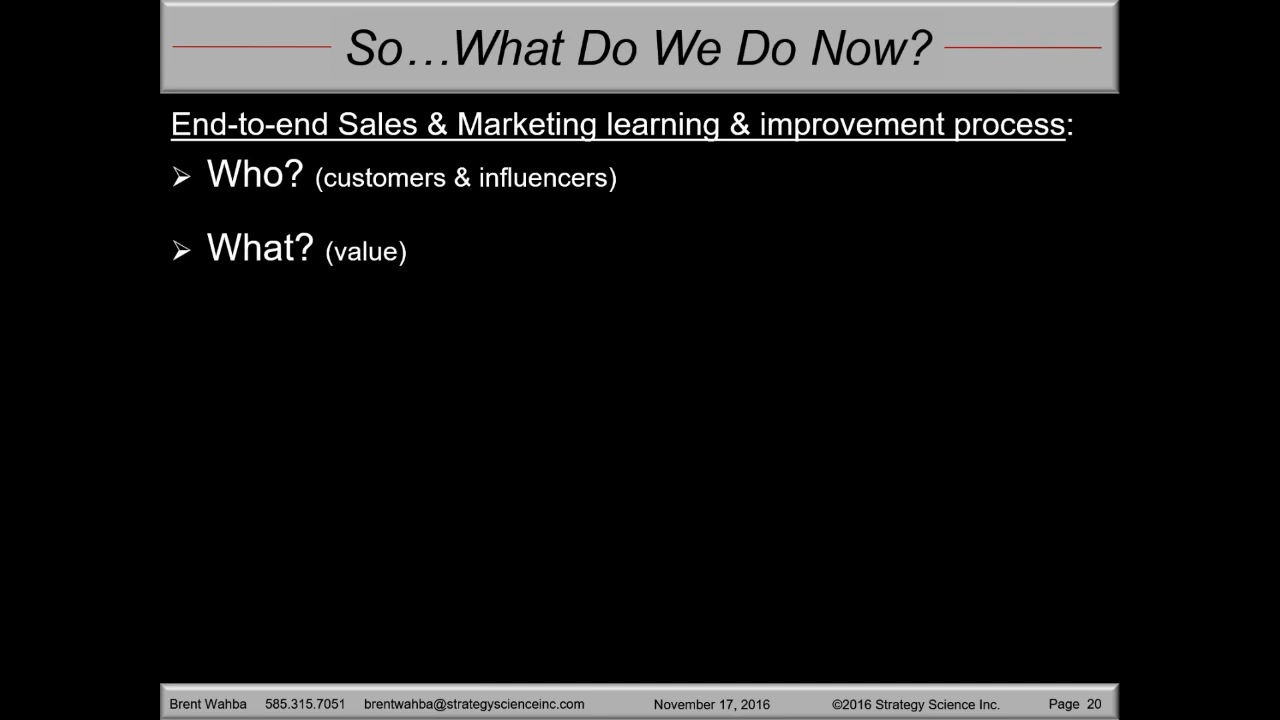 So…What Do We Do Now?
End-to-end Sales & Marketing learning & improvement process:
➢ Who? (customers & influencers)
➢ What? (value)
Brent Wahba 585.315.7051 brentwahba@strategyscienceinc.com November 17, 2016 ©2016 Strategy Science Inc. Page 20